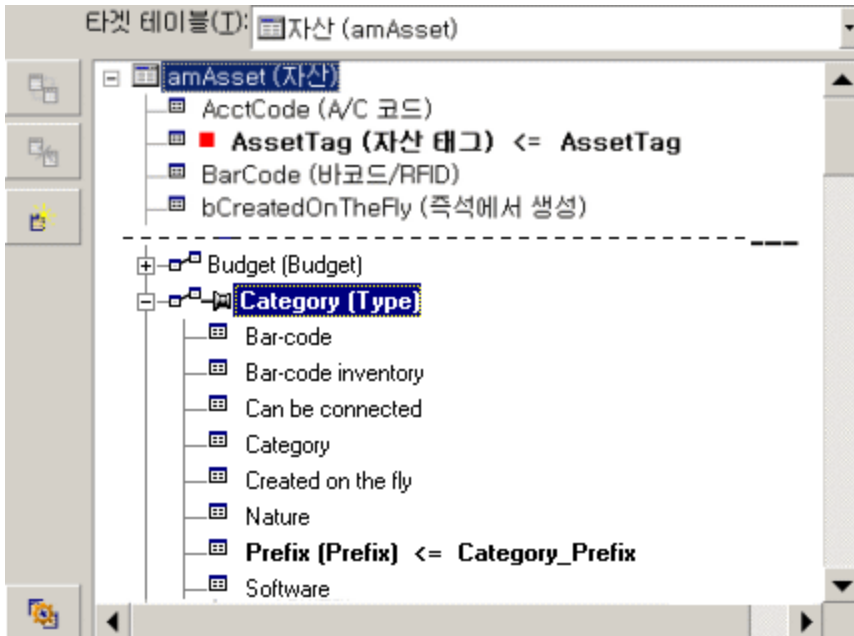 타겟 테이블(T): 자산 (amAsset)
amAsset (자산)
AcctCode (A/C 코드)
AssetTag (자산 태그) <= AssetTag
BarCode (바코드/RFID)
bCreatedOnTheFly (즉석에서 생성)
Budget (Budget)
Category (Type)
Bar-code
Bar-code inventory
Can be connected
Category
Created on the fly
Nature
Prefix (Prefix) <= Category_Prefix
Software